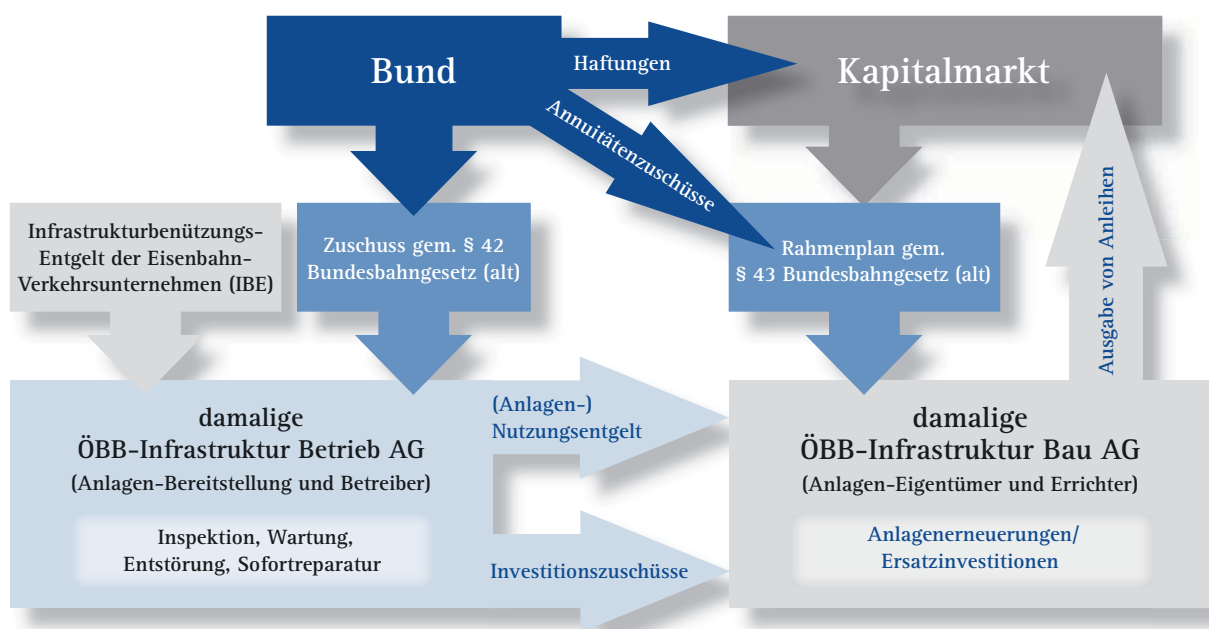 Bund
Haftungen
Kapitalmarkt
Annuitätenzuschüsse
Infrastrukturbenützungs-
Entgelt der Eisenbahn-
Verkehrsunternehmen (IBE)
Zuschuss gem. § 42
Bundesbahngesetz (alt)
Rahmenplan gem.
§ 43 Bundesbahngesetz (alt)
Ausgabe von Anleihen
damalige
ÖBB-Infrastruktur Betrieb AG
(Anlagen-Bereitstellung und Betreiber)
Inspektion, Wartung,
Entstörung, Sofortreparatur
(Anlagen-)
Nutzungsentgelt
Investitionszuschüsse
damalige
ÖBB-Infrastruktur Bau AG
(Anlagen-Eigentümer und Errichter)
Anlagenerneuerungen/
Ersatzinvestitionen